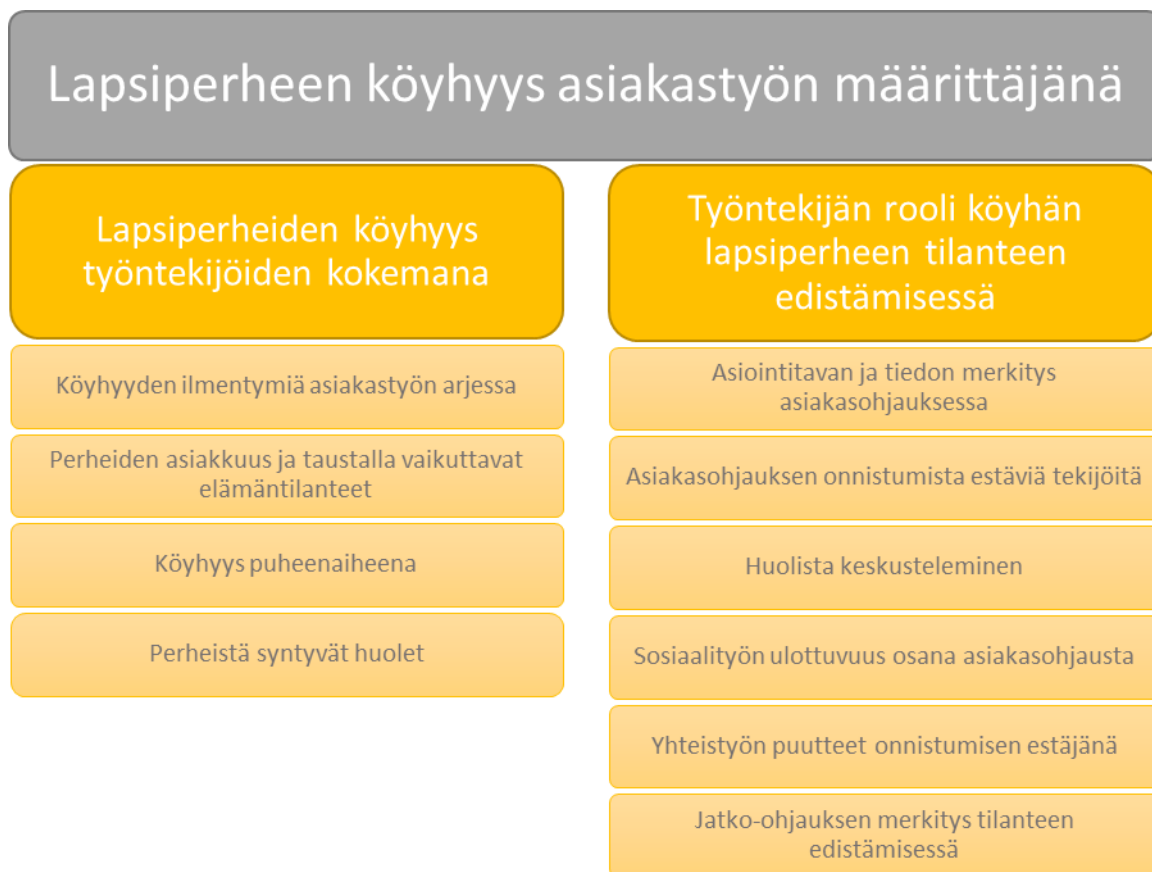 Lapsiperheen köyhyys asiakastyön määrittäjänä
Lapsiperheiden köyhyys
työntekijöiden kokemana
Köyhyyden ilmentymiä asiakastyön arjessa
Perheiden asiakkuus ja taustalla vaikuttavat
elämäntilanteet
Köyhyys puheenaiheena
Perheistä syntyvät huolet
Työntekijän rooli köyhän
lapsiperheen tilanteen
edistämisessä
Asiointitavan ja tiedon merkitys
asiakasohjauksessa
Asiakasohjauksen onnistumista estäviä tekijöitä
Huolista keskusteleminen
Sosiaalityön ulottuvuus osana asiakasohjausta
Yhteistyön puutteet onnistumisen estäjänä
Jatko-ohjauksen merkitys tilanteen
edistämisessä